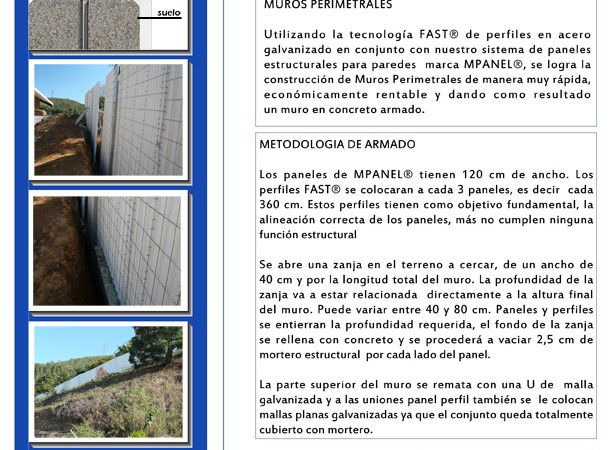 suelo
MUROS PERIMETRALES
Utilizando la tecnología FAST® de perfiles en acero
galvanizado en conjunto con nuestro sistema de paneles
estructurales para paredes marca MPANEL®, se logra la
construcción de Muros Perimetrales de manera muy rápida,
económicamente rentable y dando como resultado
un muro en concreto armado.
METODOLOGIA DE ARMADO
Los paneles de MPANEL® tienen 120 cm de ancho. Los
perfiles FAST® se colocaran a cada 3 paneles, es decir cada
360 cm. Estos perfiles tienen como objetivo fundamental, la
alineación correcta de los paneles, más no cumplen ninguna
función estructural
Se abre una zanja en el terreno a cercar, de un ancho de
40 cm y por la longitud total del muro. La profundidad de la
zanja va a estar relacionada directamente a la altura final
del muro. Puede variar entre 40 y 80 cm. Paneles y perfiles
se entierran la profundidad requerida, el fondo de la zanja
se rellena con concreto y se procederá a vaciar 2,5 cm de
mortero estructural por cada lado del panel.
La parte superior del muro se remata con una U de malla
galvanizada y a las uniones panel perfil también se le colocan
mallas planas galvanizadas ya que el conjunto queda totalmente
cubierto con mortero.